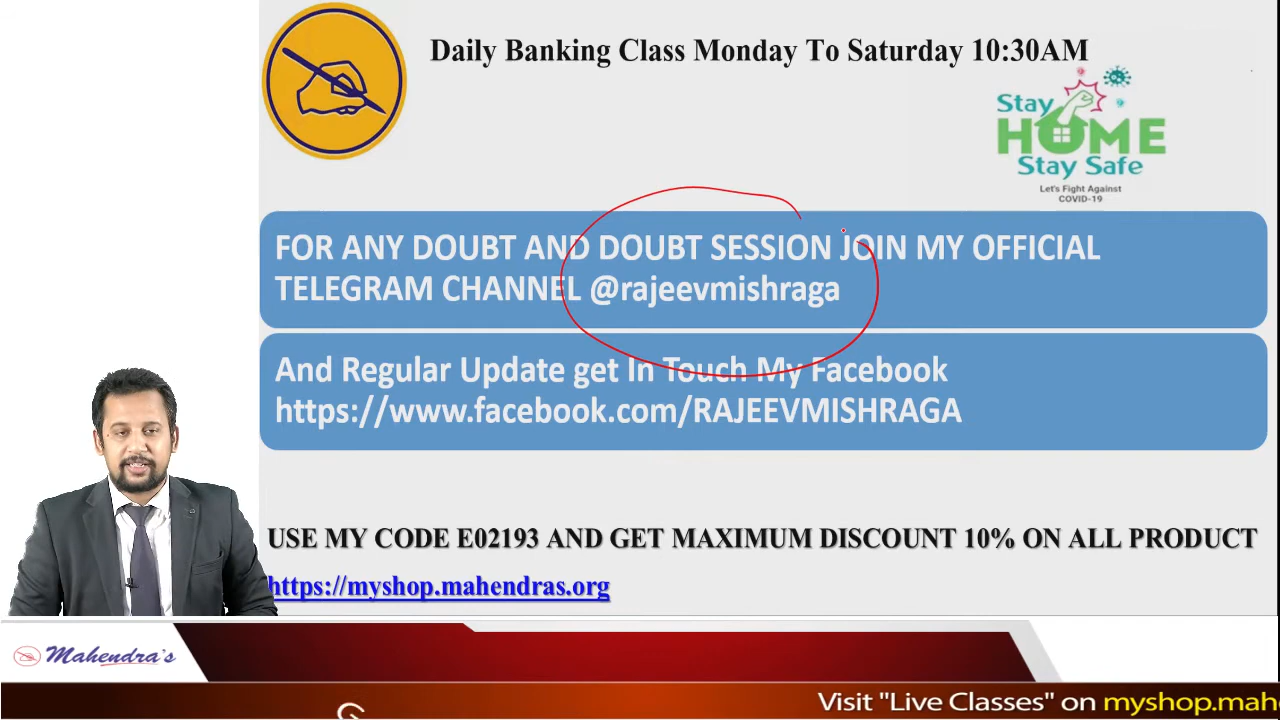 Daily Banking Class Monday To Saturday 10:30AM
Stay
HOME
Stay Safe
Let's Fight Against
COVID-19
FOR ANY DOUBT AND DOUBT SESSION JOIN MY OFFICIAL
TELEGRAM CHANNEL @rajeevmishraga
And Regular Update get In Touch My Facebook
https://www.facebook.com/RAJEEVMISHRAGA
USE MY CODE E02193 AND GET MAXIMUM DISCOUNT 10% ON ALL PRODUCT
https://myshop.mahendras.org
Mahendra's
Visit "Live Classes" on myshop.mah